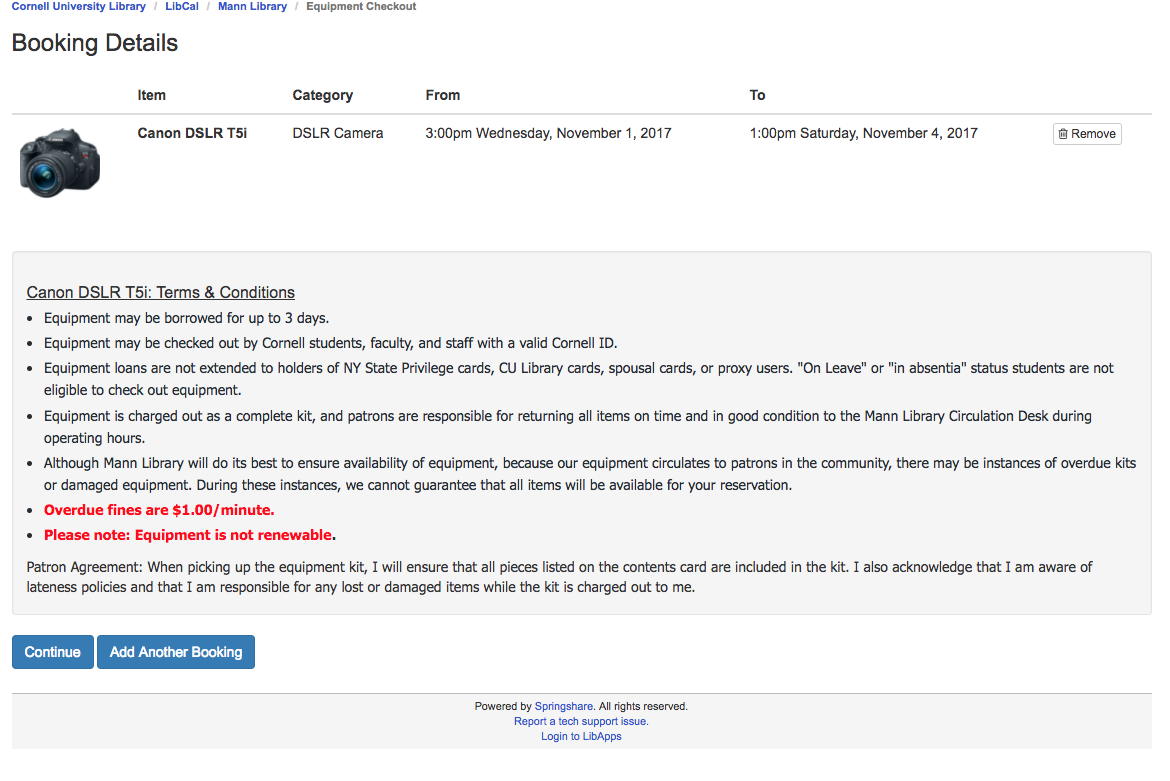 Cornell University Library / LibCal / Mann Library / Equipment Checkout
Booking Details
Item Category From To
Canon DSLR T5i DSLR Camera 3:00pm Wednesday, November 1, 2017 1:00pm Saturday, November 4, 2017 Remove
Canon DSLR T5i: Terms & Conditions
• Equipment may be borrowed for up to 3 days.
• Equipment may be checked out by Cornell students, faculty, and staff with a valid Cornell ID.
• Equipment loans are not extended to holders of NY State Privilege cards, CU Library cards, spousal cards, or proxy users. "On Leave" or "in absentia" status students are not
eligible to check out equipment.
• Equipment is charged out as a complete kit, and patrons are responsible for returning all items on time and in good condition to the Mann Library Circulation Desk during
operating hours.
• Although Mann Library will do its best to ensure availability of equipment, because our equipment circulates to patrons in the community, there may be instances of overdue kits
or damaged equipment. During these instances, we cannot guarantee that all items will be available for your reservation.
• Overdue fines are $1.00/minute.
• Please note: Equipment is not renewable.
Patron Agreement: When picking up the equipment kit, I will ensure that all pieces listed on the contents card are included in the kit. I also acknowledge that I am aware of
lateness policies and that I am responsible for any lost or damaged items while the kit is charged out to me.
Continue Add Another Booking
Powered by Springshare. All rights reserved.
Report a tech support issue.
Login to LibApps